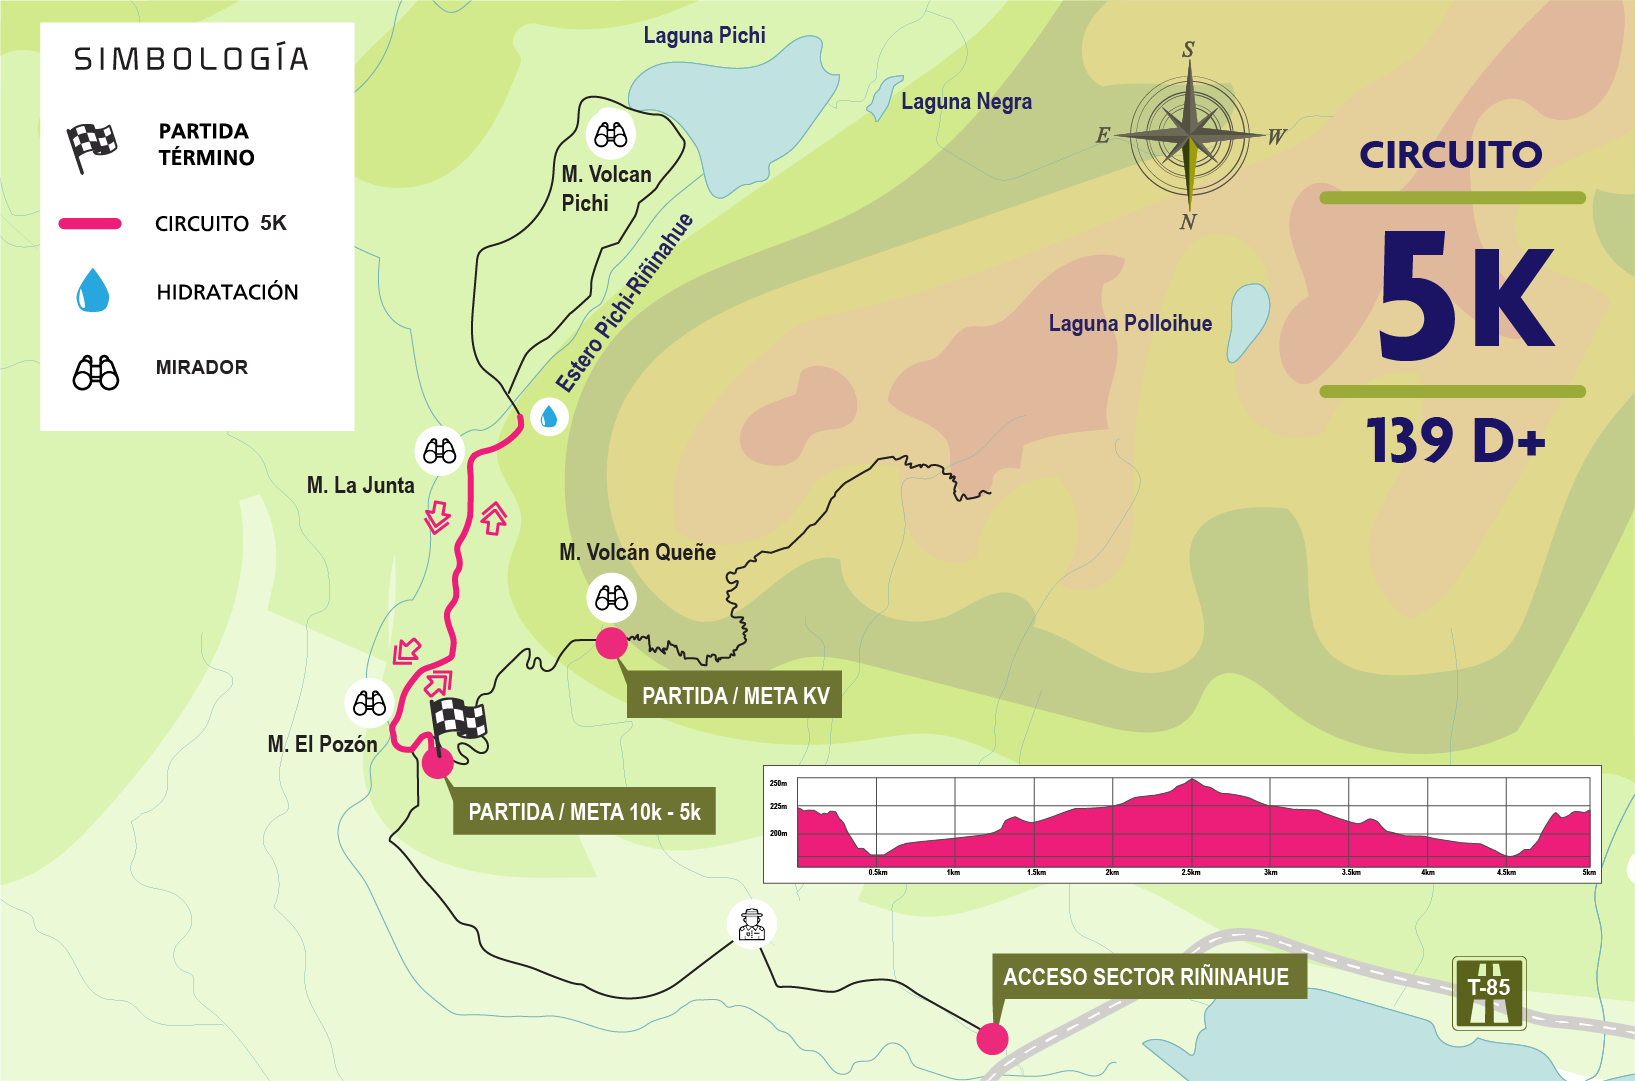 SIMBOLOGÍA
PARTIDA
TÉRMINO
CIRCUITO 5K
HIDRATACIÓN
MIRADOR
Laguna Pichi
Laguna Negra
M. Volcan
Pichi
Estero Pichi-Riñinahue
S
E
W
N
CIRCUITO
5K
139 D+
Laguna Polloihue
M. La Junta
M. Volcán Queñe
PARTIDA / META KV
M. El Pozón
PARTIDA / META 10k - 5k
250m
225m
200m
0.5km
1km
1.5km
2km
2.5km
3km
3.5km
4km
4.5km
5km
ACCESO SECTOR RIÑINAHUE
T-85